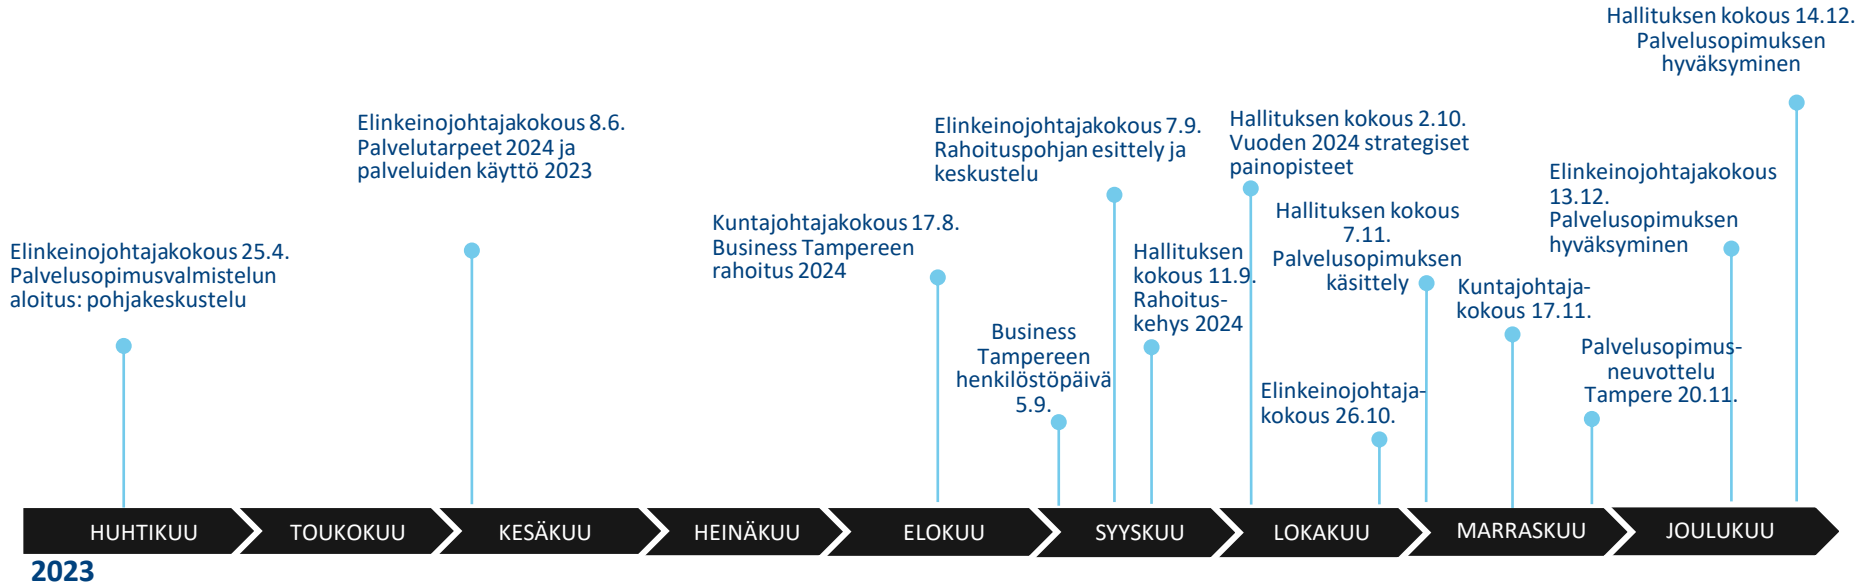 Elinkeinojohtajakokous 25.4.
Palvelusopimusvalmistelun
aloitus: pohjakeskustelu
Elinkeinojohtajakokous 8.6.
Palvelutarpeet 2024 ja
palveluiden käyttö 2023
Kuntajohtajakokous 17.8.
Business Tampereen
rahoitus 2024
Business
Tampereen
henkilöstöpäivä
5.9.
Elinkeinojohtajakokous 7.9.
Rahoituspohjan esittely ja
keskustelu
Hallituksen
kokous 11.9.
Rahoitus-
kehys 2024
Hallituksen kokous 2.10.
Vuoden 2024 strategiset
painopisteet
Elinkeinojohtaja-
kokous 26.10.
Hallituksen kokous
7.11.
Palvelusopimuksen
käsittely
Kuntajohtaja-
kokous 17.11.
Palvelusopimus-
neuvottelu
Tampere 20.11.
Elinkeinojohtajakokous
13.12.
Palvelusopimuksen
hyväksyminen
Hallituksen kokous 14.12.
Palvelusopimuksen
hyväksyminen
HUHTIKUU
TOUKOKUU
KESÄKUU
HEINÄKUU
ELOKUU
SYYSKUU
LOKAKUU
MARRASKUU
JOULUKUU
2023